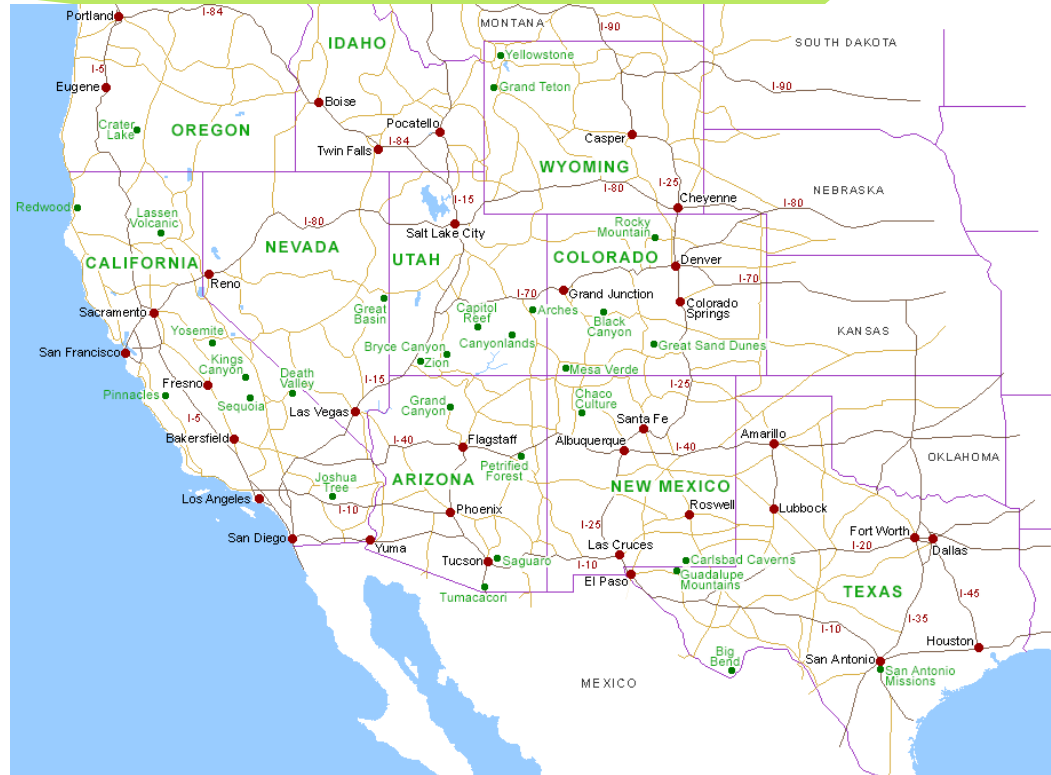 Portland
I-84
MONTANA
I-90
IDAHO
SOUTH DAKOTA
Yellowstone
I-5
Eugene
Grand Teton
I-90
Boise
Crater
Lake
OREGON
Pocatello
Casper
Twin Falls
I-84
WYOMING
I-25
I-80
NEBRASKA
I-15
Cheyenne
I-80
Redwood
Lassen
Volcanic
I-80
Salt Lake City
Rocky
Mountain
NEVADA
UTAH
COLORADO
Denver
CALIFORNIA
Reno
I-70
I-70
Grand Junction
Colorado
Springs
Great
Basin
Capitol
Reef
Arches
Black
Canyon
Sacramento
Yosemite
KANSAS
Canyonlands
Great Sand Dunes
San Francisco
Bryce Canyon
Zion
Kings
Canyon
Mesa Verde
Death
Valley
I-15
I-25
Fresno
Pinnacles
Sequoia
Las Vegas
Grand
Canyon
Chaco
Culture
I-5
Santa Fe
Bakersfield
I-40
Flagstaff
Albuquerque
I-40
Amarillo
OKLAHOMA
Petrified
Forest
Joshua
Tree
ARIZONA
NEW MEXICO
Los Angeles
I-10
Phoenix
Roswell
Lubbock
I-25
San Diego
Yuma
Las Cruces
I-20
Fort Worth
Dallas
Tucson
Saguaro
I-10
Carlsbad Caverns
El Paso
Guadalupe
Mountains
Tumacacori
TEXAS
I-45
I-35
I-10
Houston
Big
Bend
San Antonio
San Antonio
Missions
MEXICO